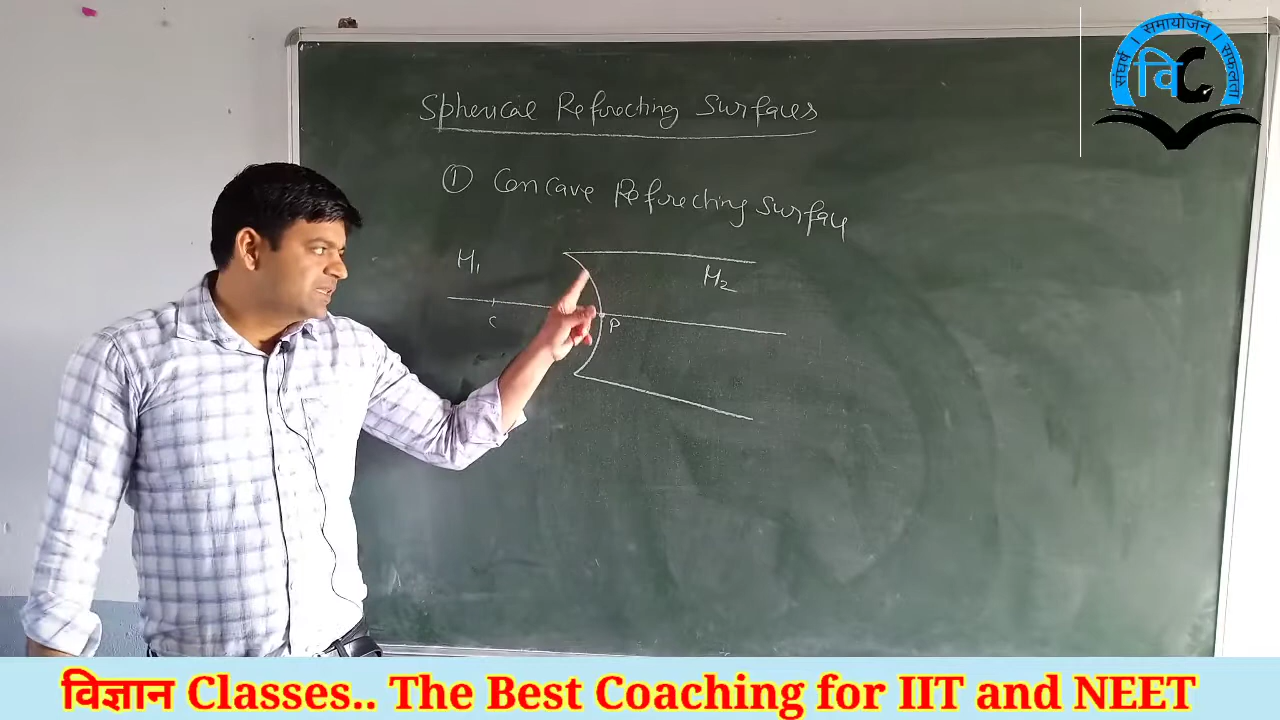 संघर्ष । समायोजन । सफलता
विC
Spherical Refracting Surfaces
① Concave Refracting Surface
M₁
M₂
C
P
विज्ञान Classes.. The Best Coaching for IIT and NEET